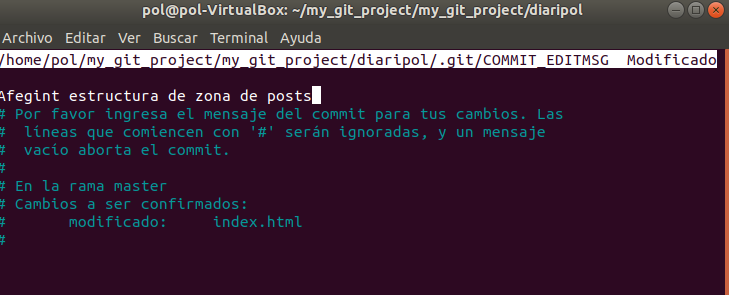 pol@pol-VirtualBox: ~/my_git_project/my_git_project/diaripol
Archivo Editar Ver Buscar Terminal Ayuda
/home/pol/my_git_project/my_git_project/diaripol/.git/COMMIT_EDITMSG Modificado
Afegint estructura de zona de posts
# Por favor ingresa el mensaje del commit para tus cambios. Las
#  líneas que comiencen con '#' serán ignoradas, y un mensaje
#  vacío aborta el commit.
#
# En la rama master
# Cambios a ser confirmados:
#       modificado:     index.html
#